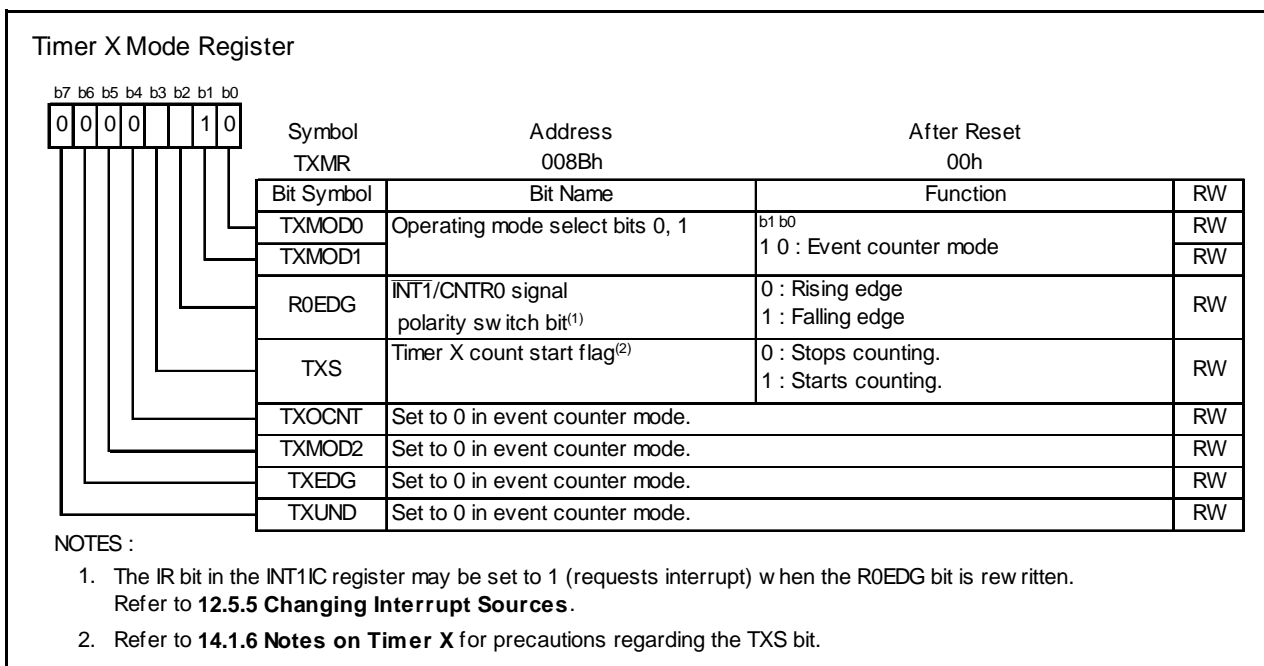 Timer X Mode Register
b7 b6 b5 b4 b3 b2 b1 b0
0 0 0 0 1 0
Symbol Address After Reset
TXMR 008Bh 00h
Bit Symbol Bit Name Function RW
TXMOD0 Operating mode select bits 0, 1 b1 b0 RW
TXMOD1 1 0 : Event counter mode RW
R0EDG INT1/CNTR0 signal polarity switch bit(1) 0 : Rising edge RW
1 : Falling edge
TXS Timer X count start flag(2) 0 : Stops counting. RW
1 : Starts counting.
TXOCNT Set to 0 in event counter mode. RW
TXMOD2 Set to 0 in event counter mode. RW
TXEDG Set to 0 in event counter mode. RW
TXUND Set to 0 in event counter mode. RW
NOTES :
1. The IR bit in the INT1IC register may be set to 1 (requests interrupt) when the R0EDG bit is rewritten.
Refer to 12.5.5 Changing Interrupt Sources.
2. Refer to 14.1.6 Notes on Timer X for precautions regarding the TXS bit.